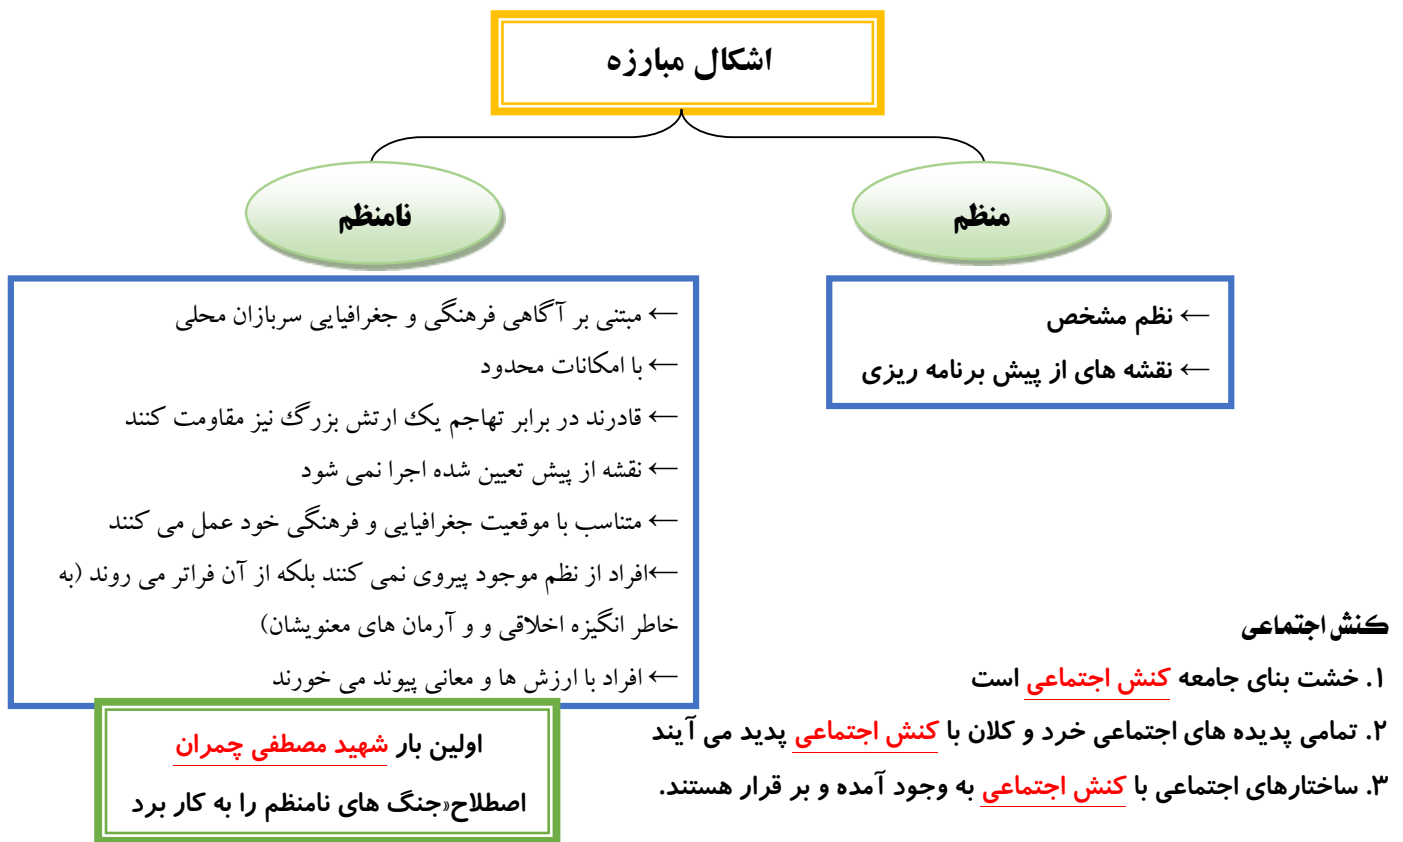 اشکال مبارزه
منظم
نامنظم
← نظم مشخص
← نقشه های از پیش برنامه ریزی
← مبتنی بر آگاهی فرهنگی و جغرافیایی سربازان محلی
← با امکانات محدود
← قادرند در برابر تهاجم یک ارتش بزرگ نیز مقاومت کنند
← نقشه از پیش تعیین شده اجرا نمی شود
← متناسب با موقعیت جغرافیایی و فرهنگی خود عمل می کنند
←افراد از نظم موجود پیروی نمی کنند بلکه از آن فراتر می روند (به
خاطر انگیزه اخلاقی و و آرمان های معنویشان)
← افراد با ارزش ها و معانی پیوند می خورند
اولین بار شهید مصطفی چمران
اصطلاح«جنگ های نامنظم را به کار برد
کنش اجتماعی
۱. خشت بنای جامعه کنش اجتماعی است
۲. تمامی پدیده های اجتماعی خرد و کلان با کنش اجتماعی پدید می آیند
۳. ساختارهای اجتماعی با کنش اجتماعی به وجود آمده و بر قرار هستند.